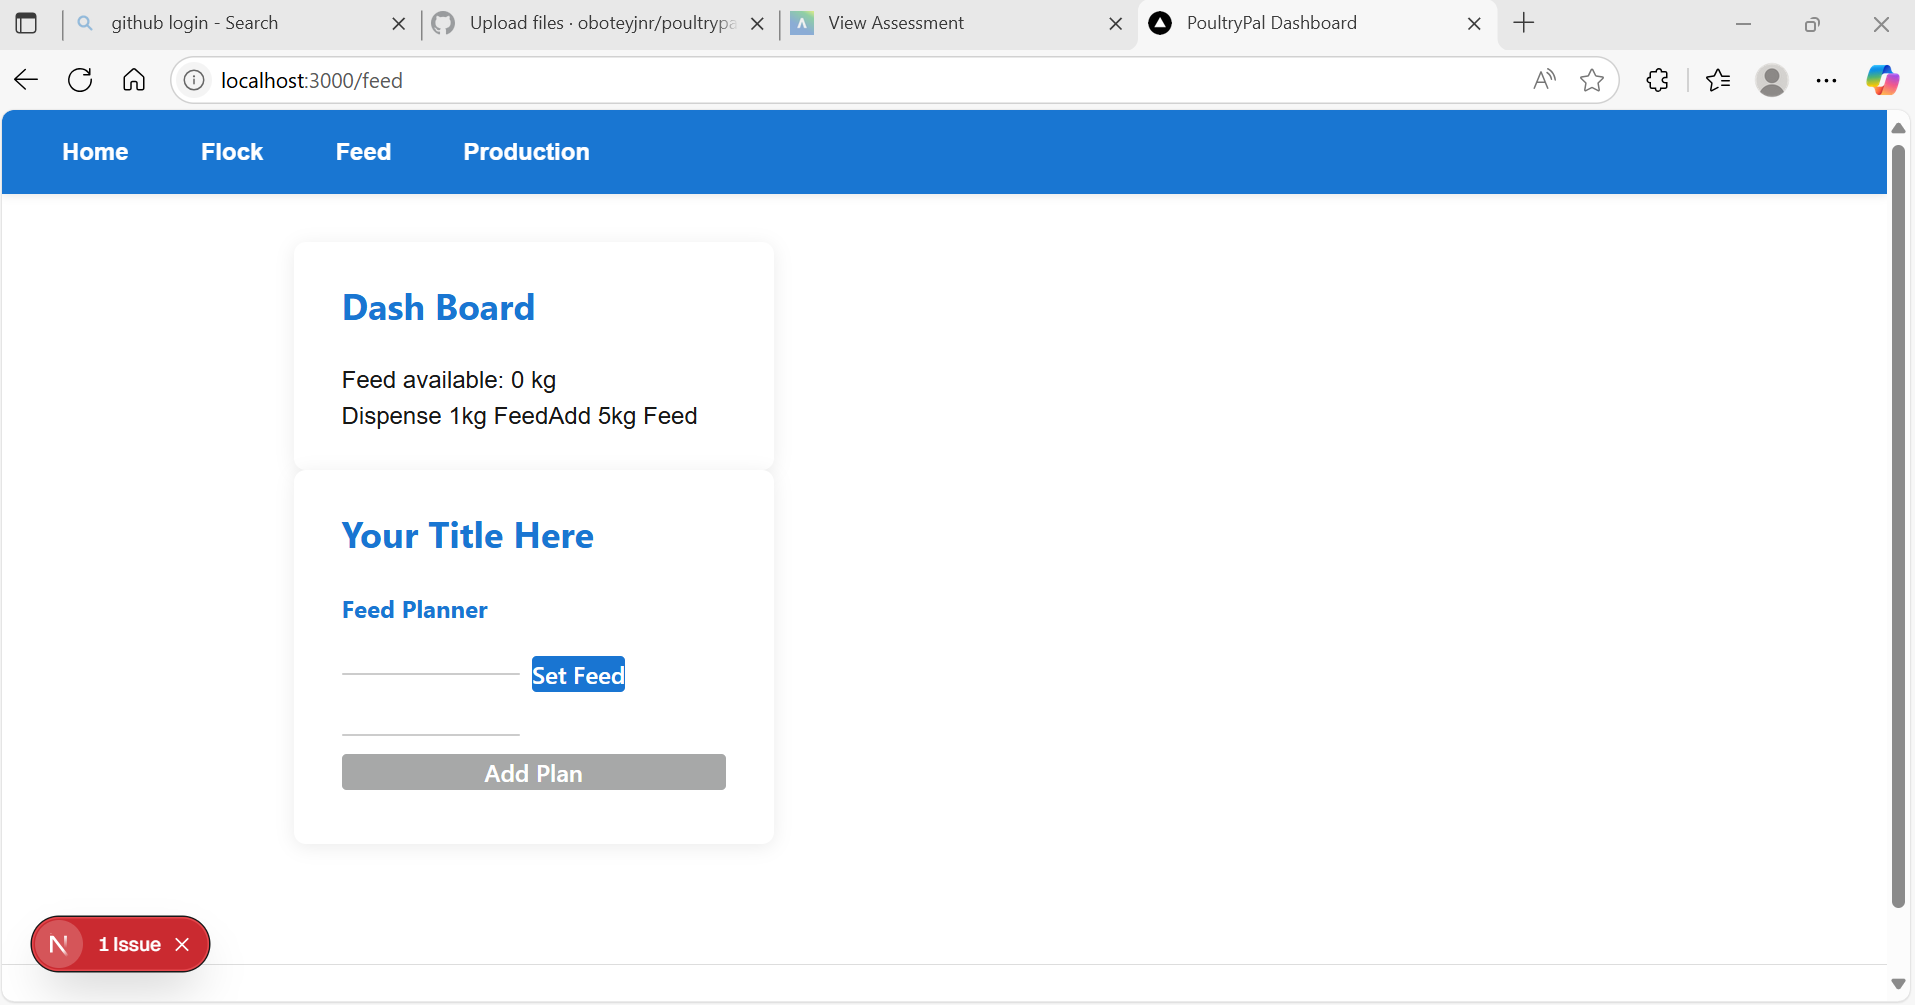 github login - Search
Upload files · oboteyjnr/poultrypa
View Assessment
PoultryPal Dashboard
localhost:3000/feed
Home Flock Feed Production
Dash Board
Feed available: 0 kg
Dispense 1kg FeedAdd 5kg Feed
Your Title Here
Feed Planner
Set Feed
Add Plan
N 1 Issue